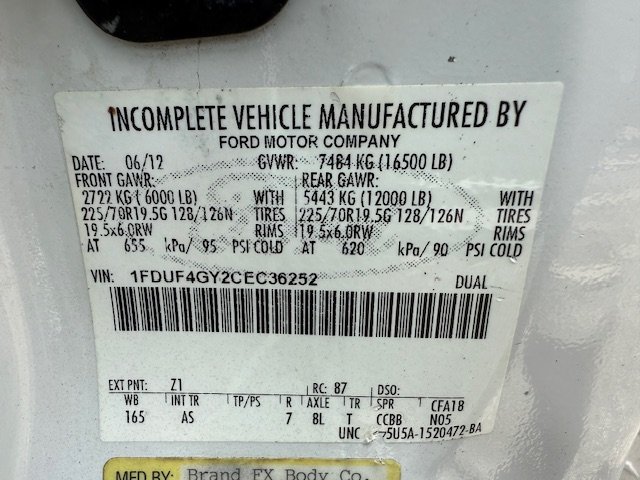 INCOMPLETE VEHICLE MANUFACTURED BY
FORD MOTOR COMPANY
DATE: 06/12 GVWR: 7484 KG (16500 LB)
FRONT GAWR: REAR GAWR:
2722 KG ( 6000 LB) WITH 5443 KG (12000 LB) WITH
225/70R19.5G 128/126N TIRES 225/70R19.5G 128/126N TIRES
19.5x6.0RW RIMS 19.5x6.0RW RIMS
AT 655 kPa/ 95 PSI COLD AT 620 kPa/ 90 PSI COLD
VIN: 1FDUF4GY2CEC36252 DUAL
EXT PNT: Z1 RC: 87 DSO:
WB INT TR TP/PS R AXLE TR SPR CFA18
165 AS 7 8L T CCBB N05
UNC 5U5A-1520472-BA
MFD BY: Brand FX Body Co.